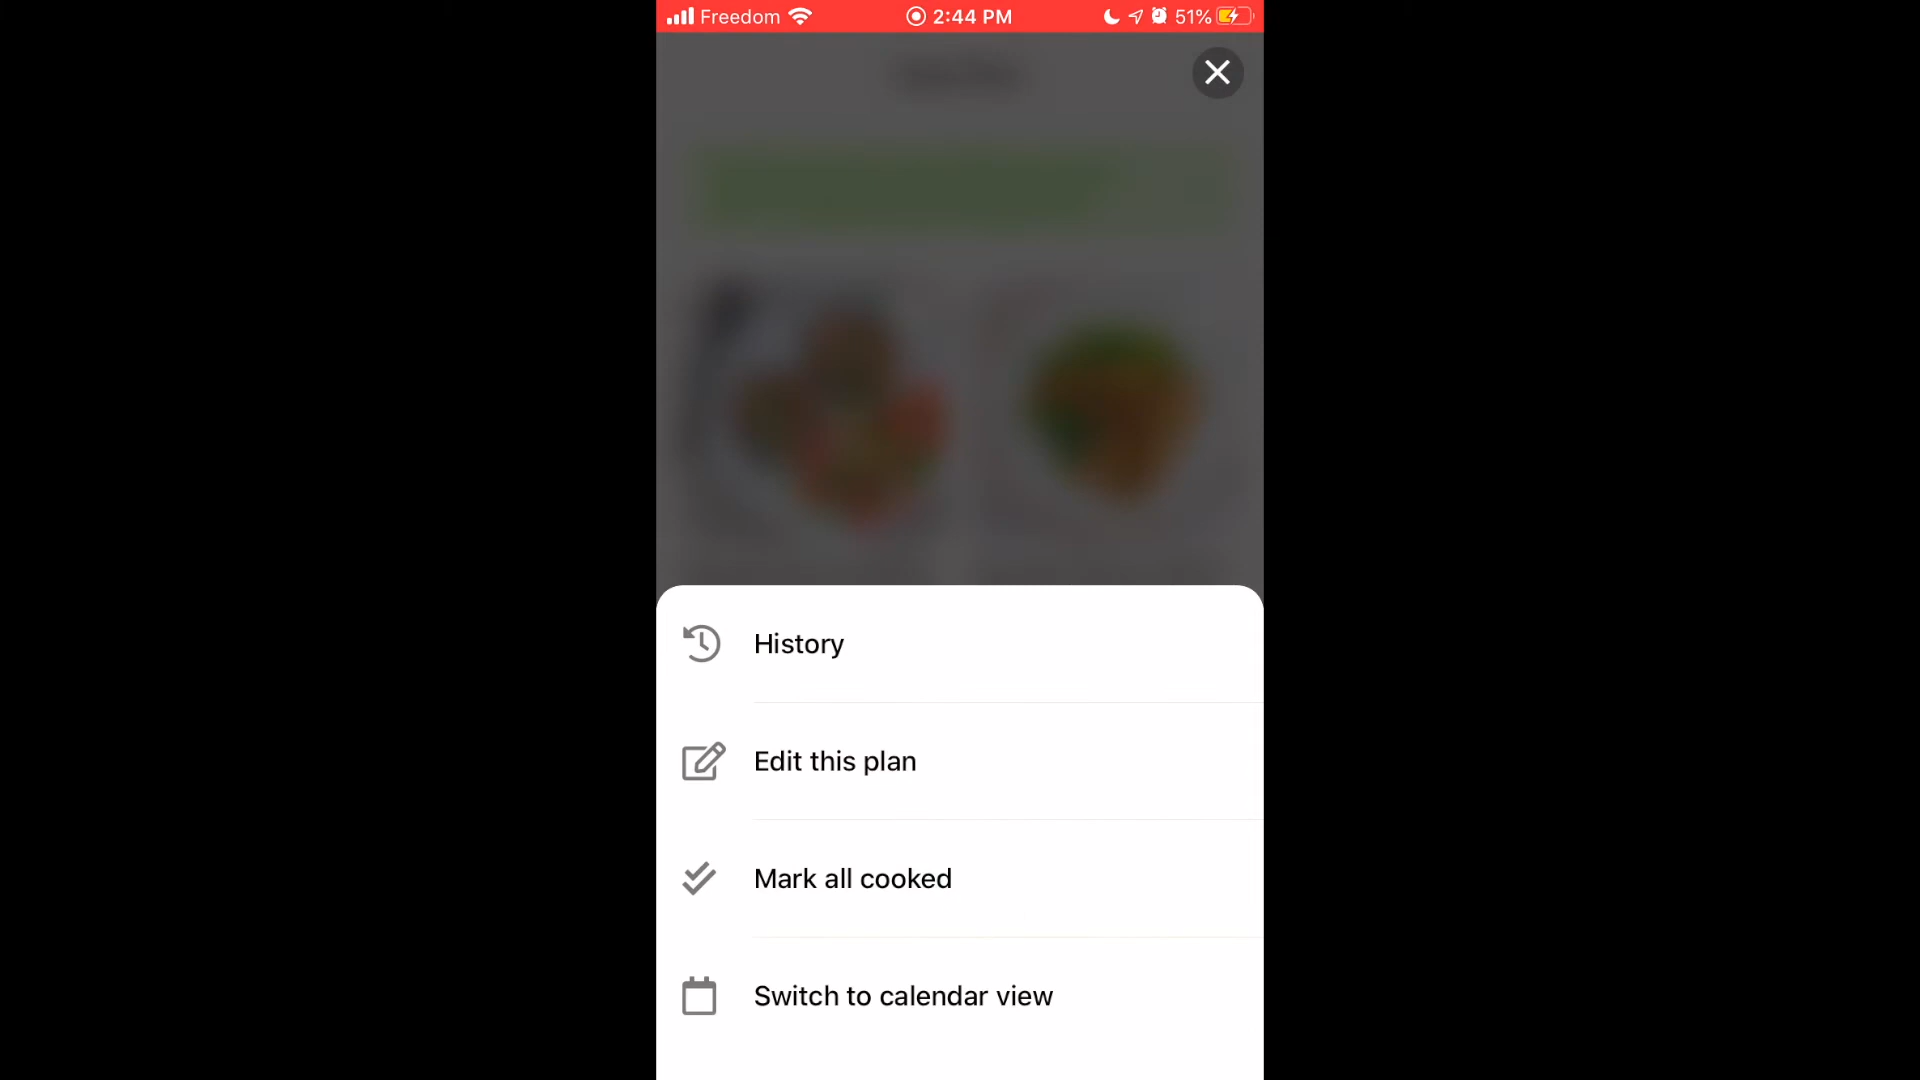 Freedom 2:44 PM 51%
History
Edit this plan
Mark all cooked
Switch to calendar view